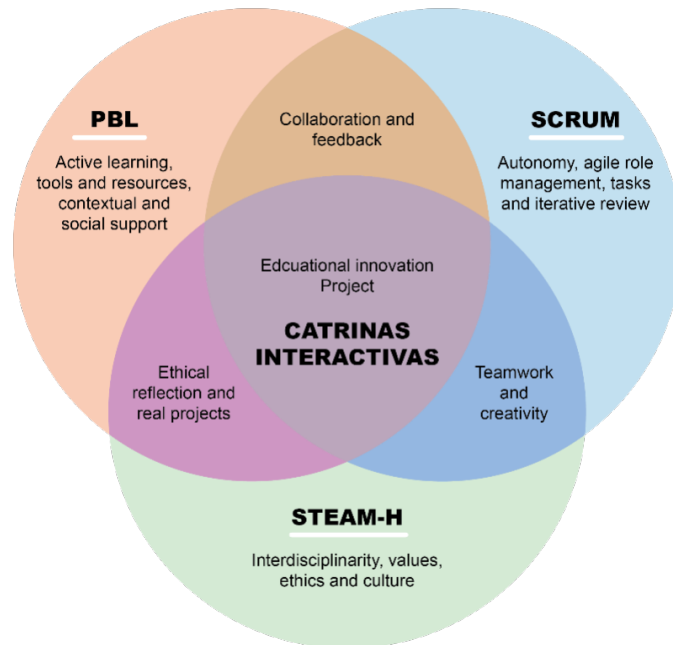 PBL
Active learning,
tools and resources,
contextual and
social support
Collaboration and
feedback
SCRUM
Autonomy, agile role
management, tasks
and iterative review
Edcuational innovation
Project
CATRINAS
INTERACTIVAS
Ethical
reflection and
real projects
Teamwork
and
creativity
STEAM-H
Interdisciplinarity, values,
ethics and culture